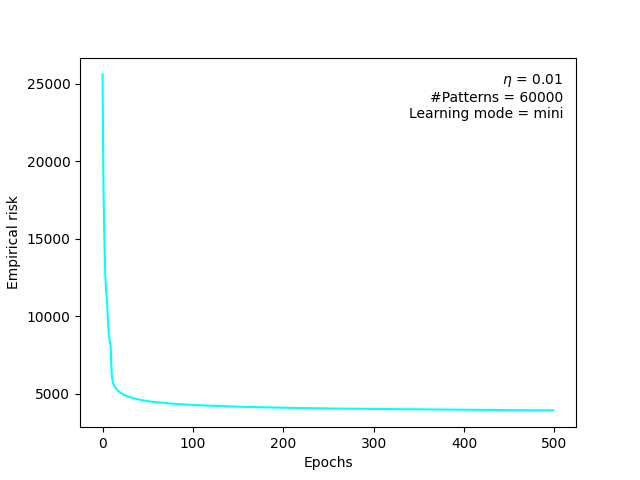 25000
20000
15000
10000
5000
Empirical risk
η = 0.01
#Patterns = 60000
Learning mode = mini
0 100 200 300 400 500
Epochs